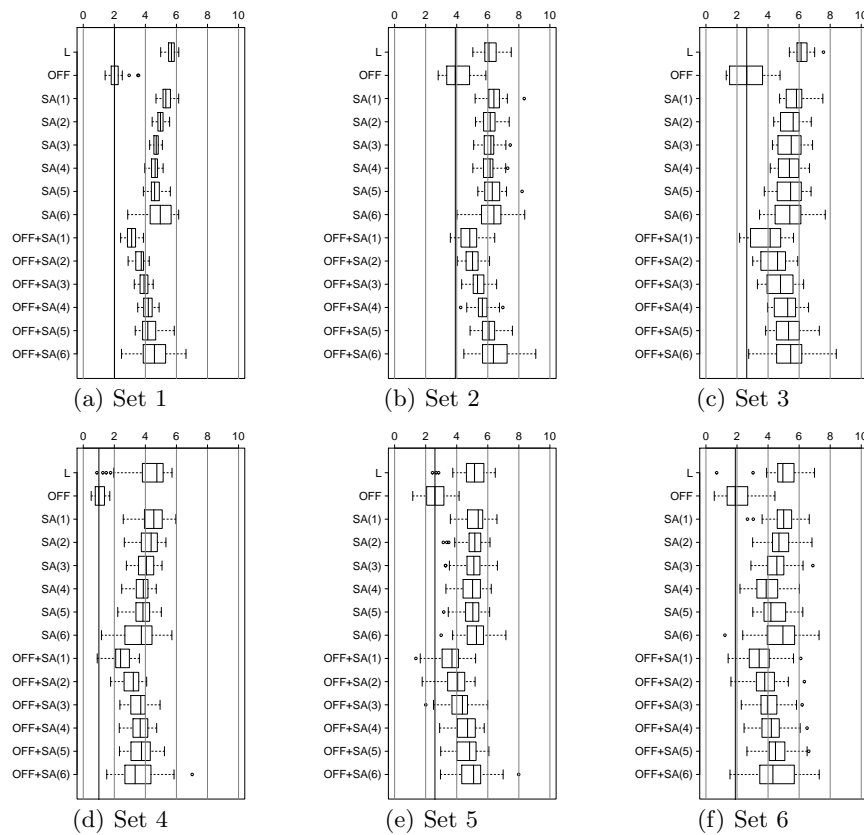 0 2 4 6 8 10
L
OFF
SA(1)
SA(2)
SA(3)
SA(4)
SA(5)
SA(6)
OFF+SA(1)
OFF+SA(2)
OFF+SA(3)
OFF+SA(4)
OFF+SA(5)
OFF+SA(6)
(a) Set 1
0 2 4 6 8 10
L
OFF
SA(1)
SA(2)
SA(3)
SA(4)
SA(5)
SA(6)
OFF+SA(1)
OFF+SA(2)
OFF+SA(3)
OFF+SA(4)
OFF+SA(5)
OFF+SA(6)
(b) Set 2
0 2 4 6 8 10
L
OFF
SA(1)
SA(2)
SA(3)
SA(4)
SA(5)
SA(6)
OFF+SA(1)
OFF+SA(2)
OFF+SA(3)
OFF+SA(4)
OFF+SA(5)
OFF+SA(6)
(c) Set 3
0 2 4 6 8 10
L
OFF
SA(1)
SA(2)
SA(3)
SA(4)
SA(5)
SA(6)
OFF+SA(1)
OFF+SA(2)
OFF+SA(3)
OFF+SA(4)
OFF+SA(5)
OFF+SA(6)
(d) Set 4
0 2 4 6 8 10
L
OFF
SA(1)
SA(2)
SA(3)
SA(4)
SA(5)
SA(6)
OFF+SA(1)
OFF+SA(2)
OFF+SA(3)
OFF+SA(4)
OFF+SA(5)
OFF+SA(6)
(e) Set 5
0 2 4 6 8 10
L
OFF
SA(1)
SA(2)
SA(3)
SA(4)
SA(5)
SA(6)
OFF+SA(1)
OFF+SA(2)
OFF+SA(3)
OFF+SA(4)
OFF+SA(5)
OFF+SA(6)
(f) Set 6